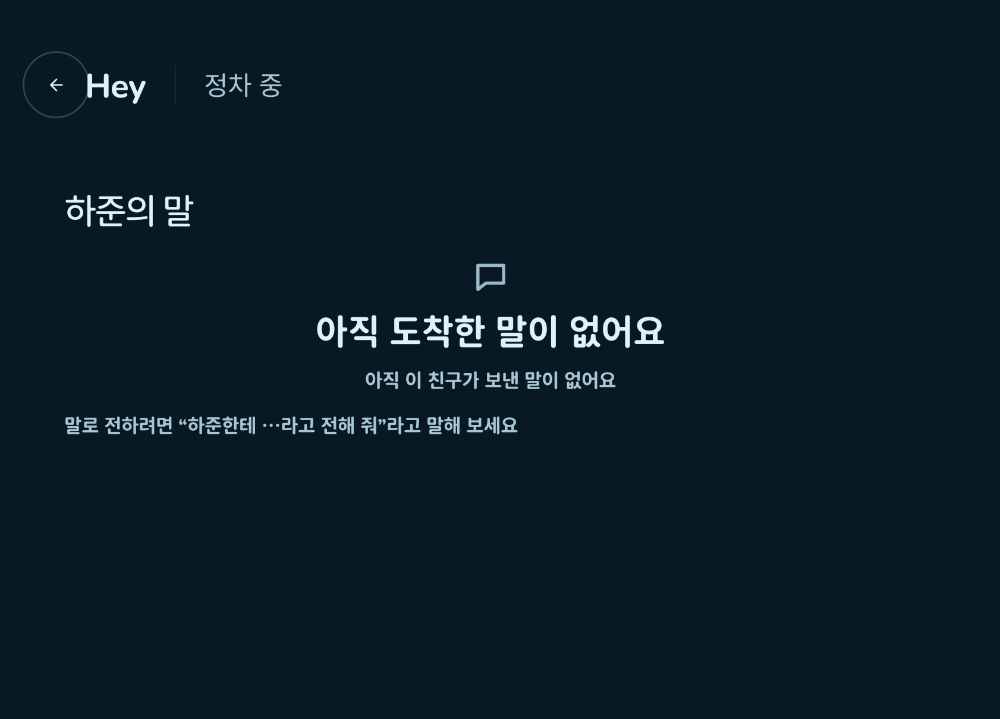 Hey 정차 중
하준의 말
아직 도착한 말이 없어요
아직 이 친구가 보낸 말이 없어요
말로 전하려면 “하준한테 …라고 전해 줘”라고 말해 보세요